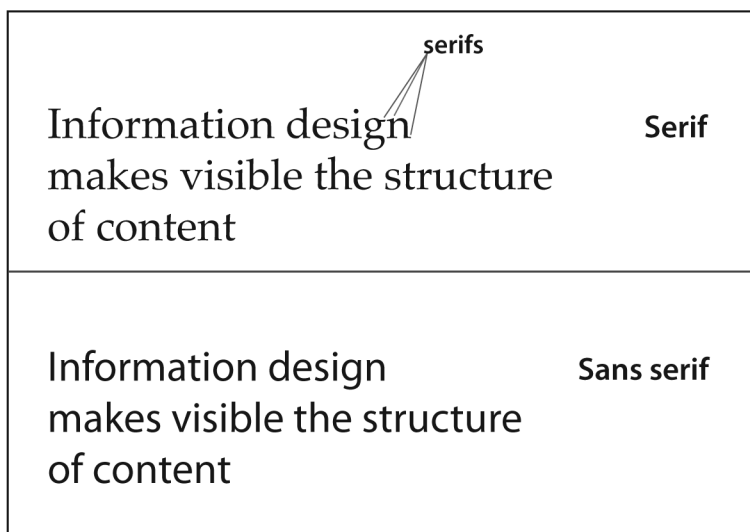 serifs
Information design
makes visible the structure
of content
Serif
Information design
makes visible the structure
of content
Sans serif